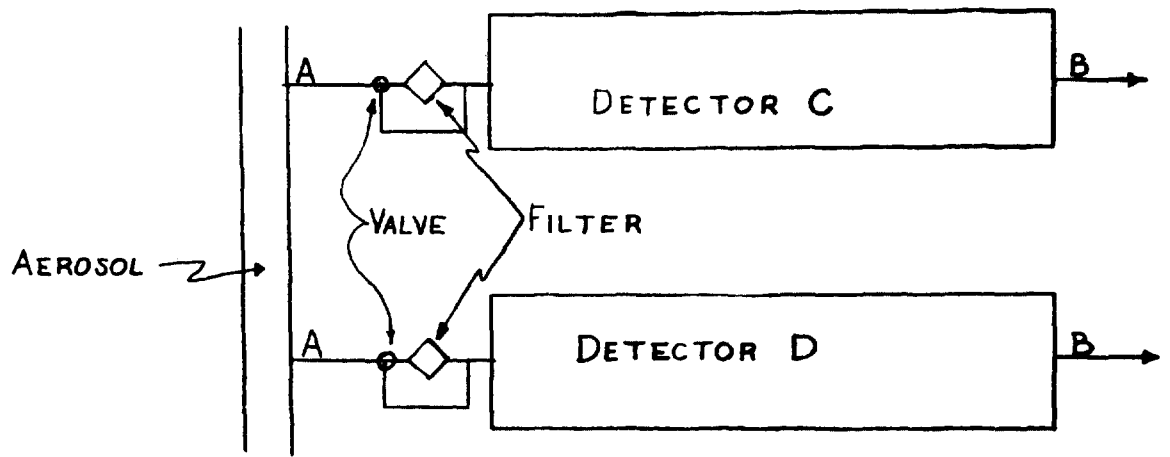 A
DETECTOR C
B
VALVE
FILTER
AEROSOL
A
DETECTOR D
B